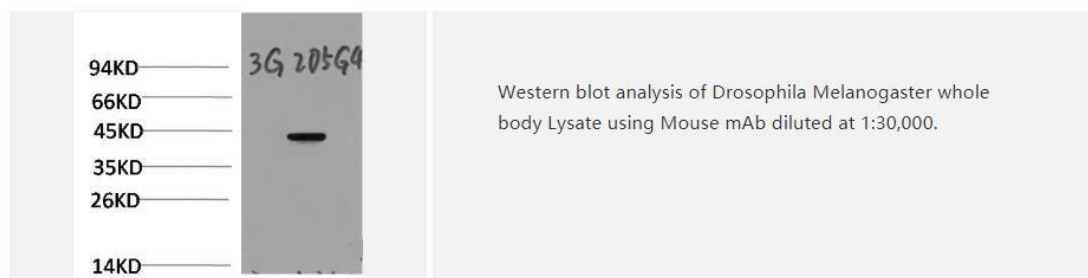 94KD
66KD
45KD
35KD
26KD
14KD
3G 205G9
Western blot analysis of Drosophila Melanogaster whole
body Lysate using Mouse mAb diluted at 1:30,000.